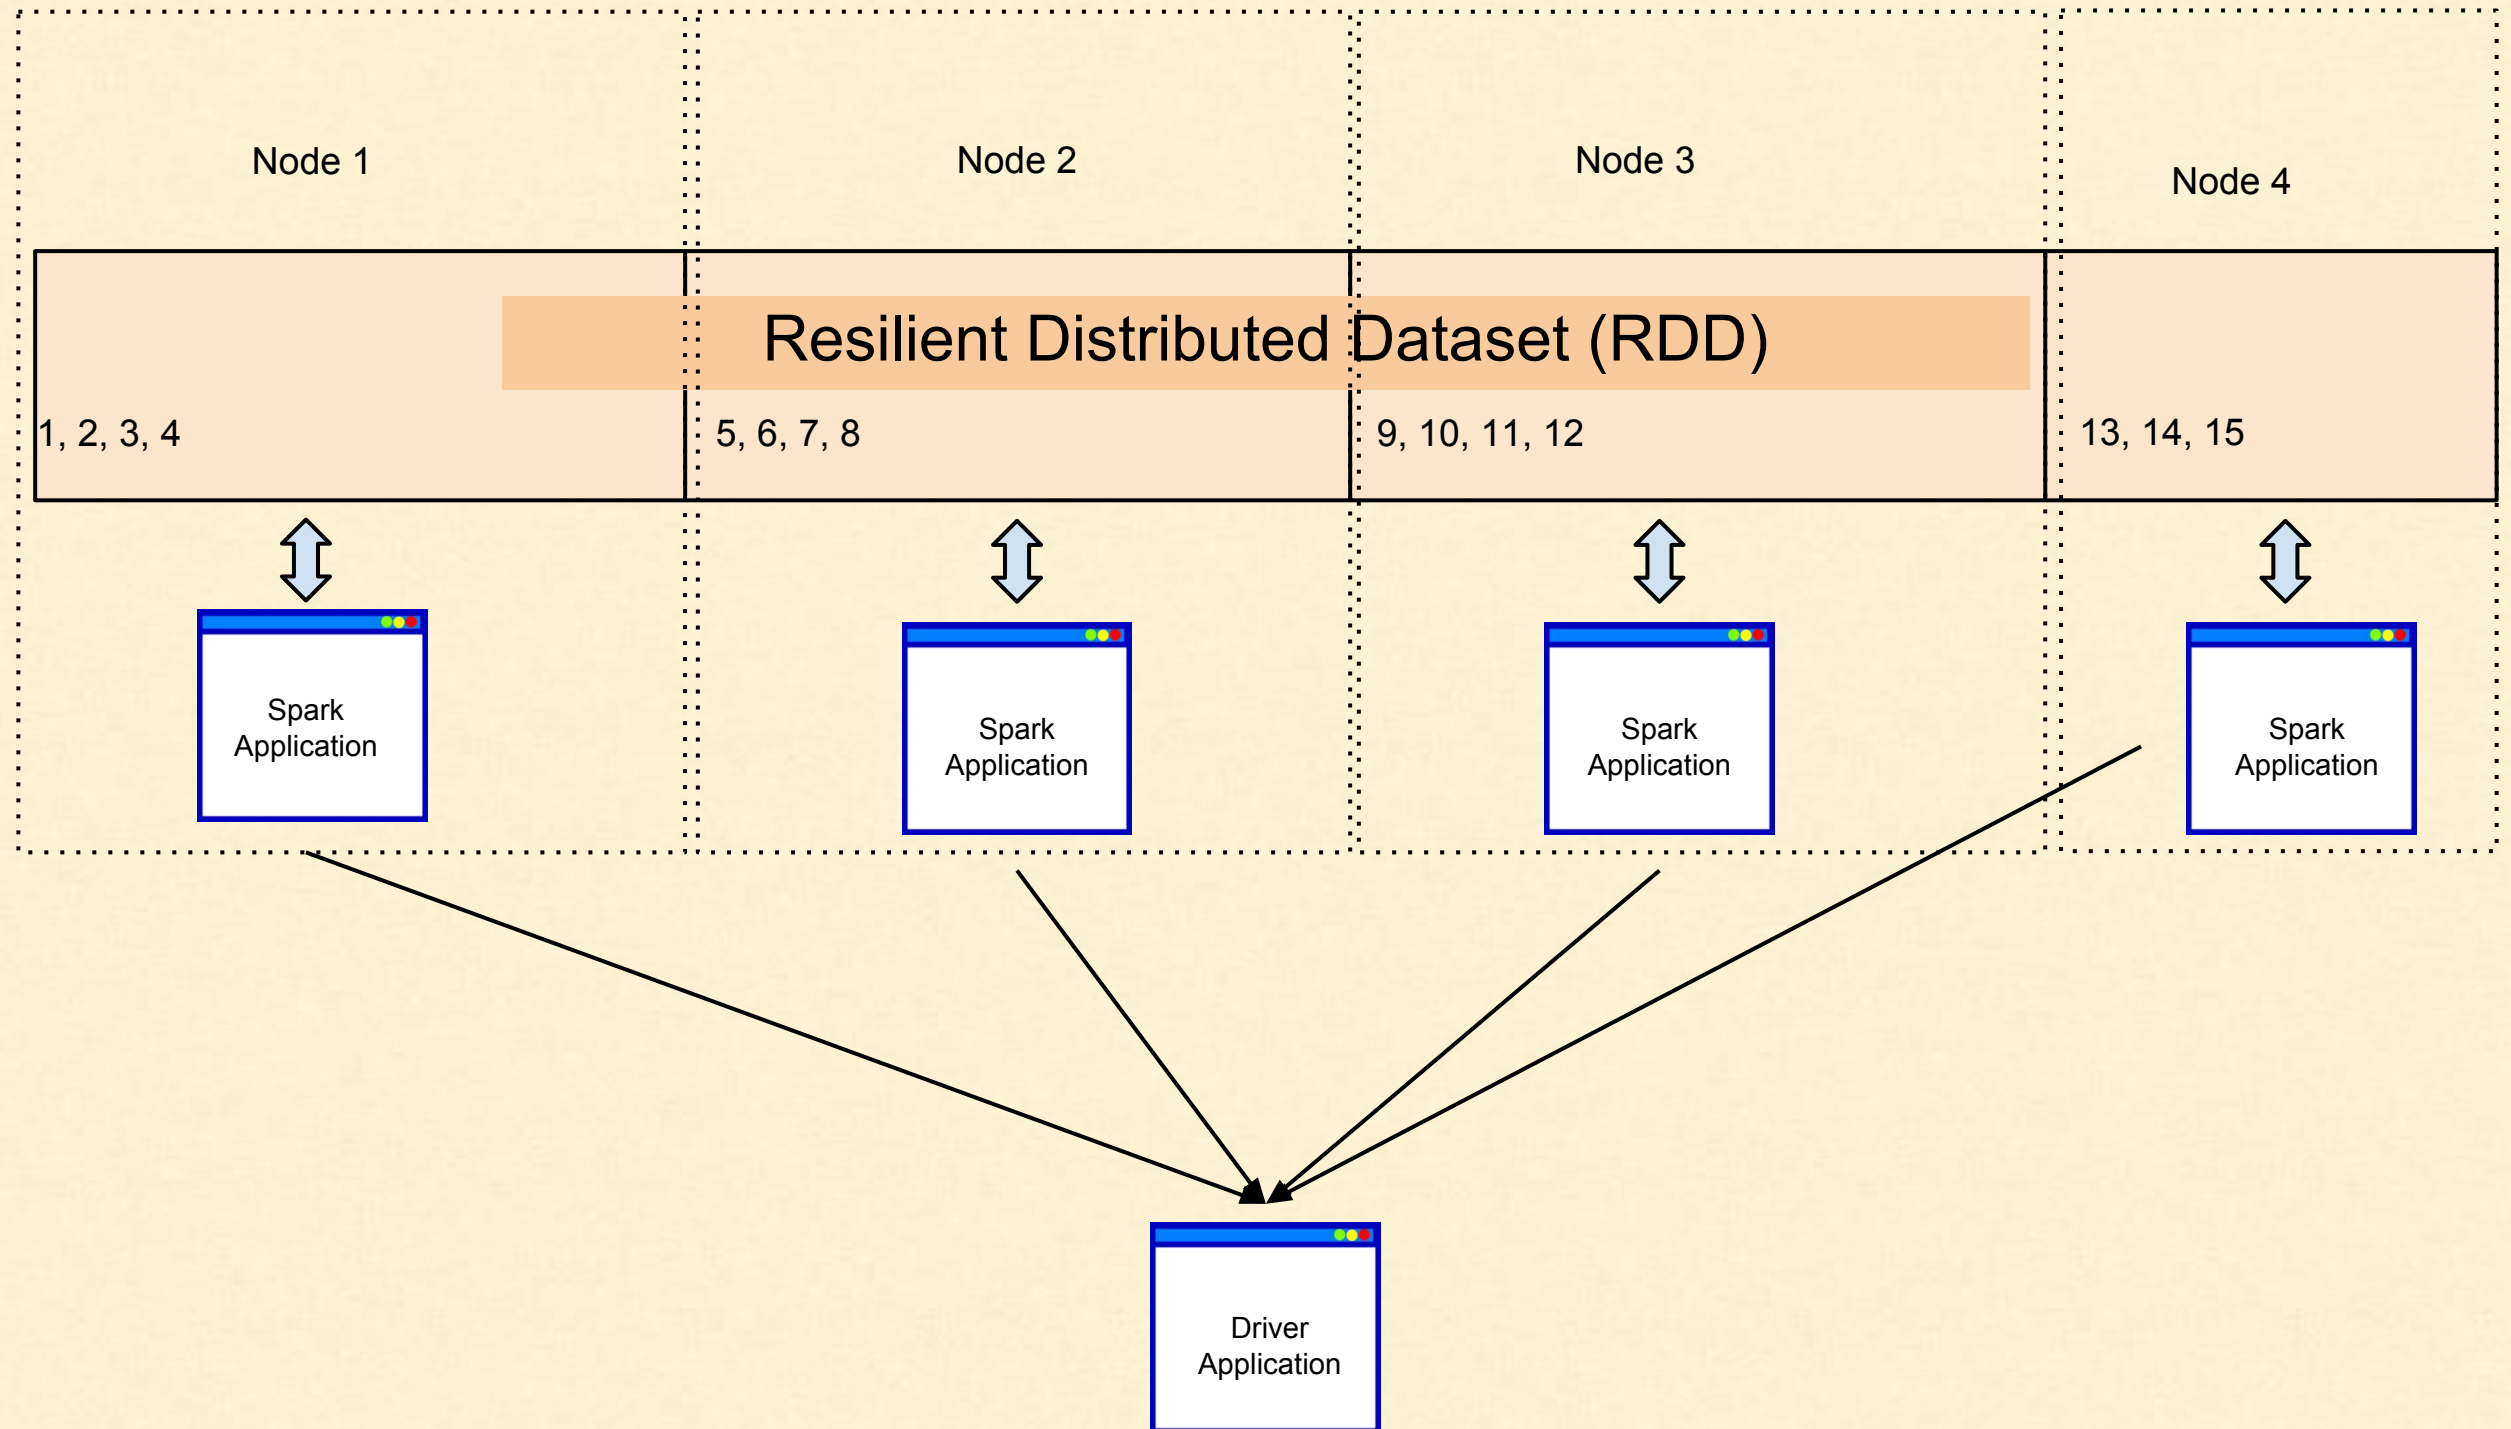 Node 1
Node 2
Node 3
Node 4
Resilient Distributed Dataset (RDD)
1, 2, 3, 4
5, 6, 7, 8
9, 10, 11, 12
13, 14, 15
Spark
Application
Spark
Application
Spark
Application
Spark
Application
Driver
Application